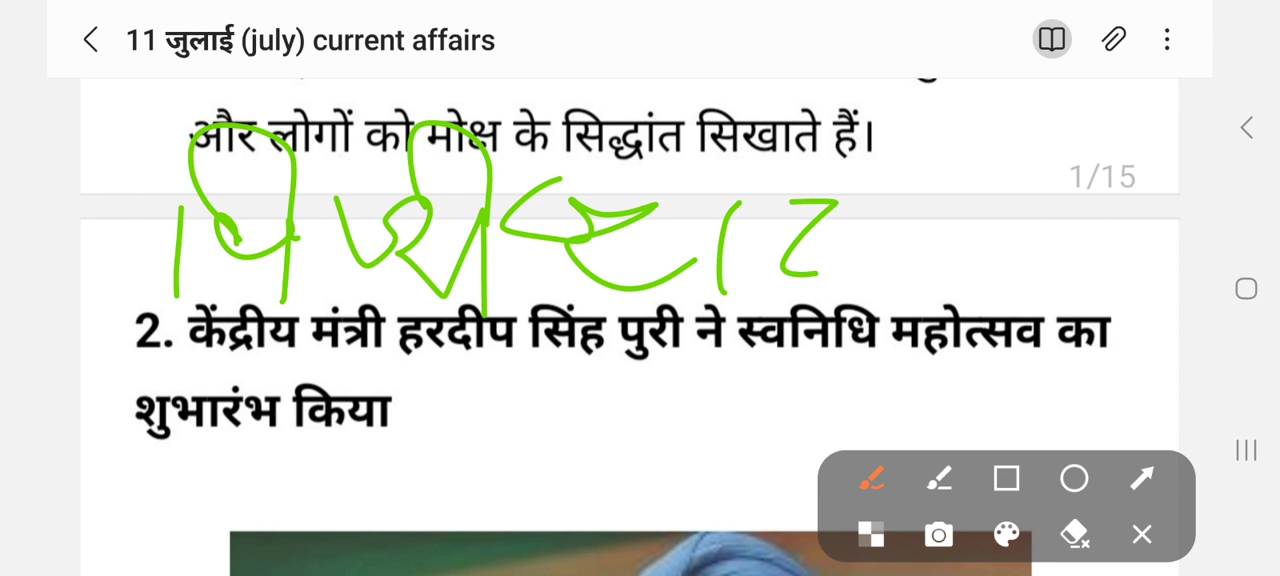 11 जुलाई (july) current affairs
और लोगों को मोक्ष के सिद्धांत सिखाते हैं।
1/15
2. केंद्रीय मंत्री हरदीप सिंह पुरी ने स्वनिधि महोत्सव का
शुभारंभ किया